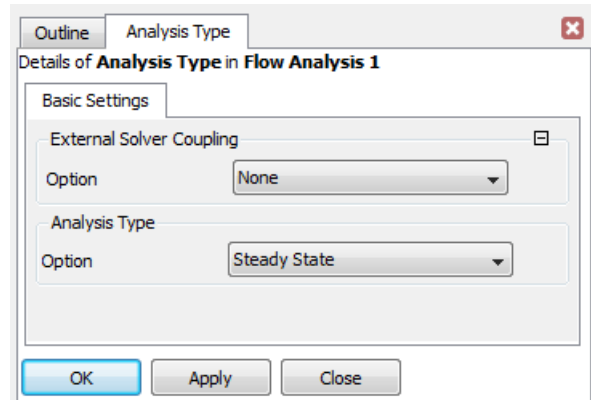 Outline
Analysis Type
Details of Analysis Type in Flow Analysis 1
Basic Settings
External Solver Coupling
Option
None
Analysis Type
Option
Steady State
OK
Apply
Close